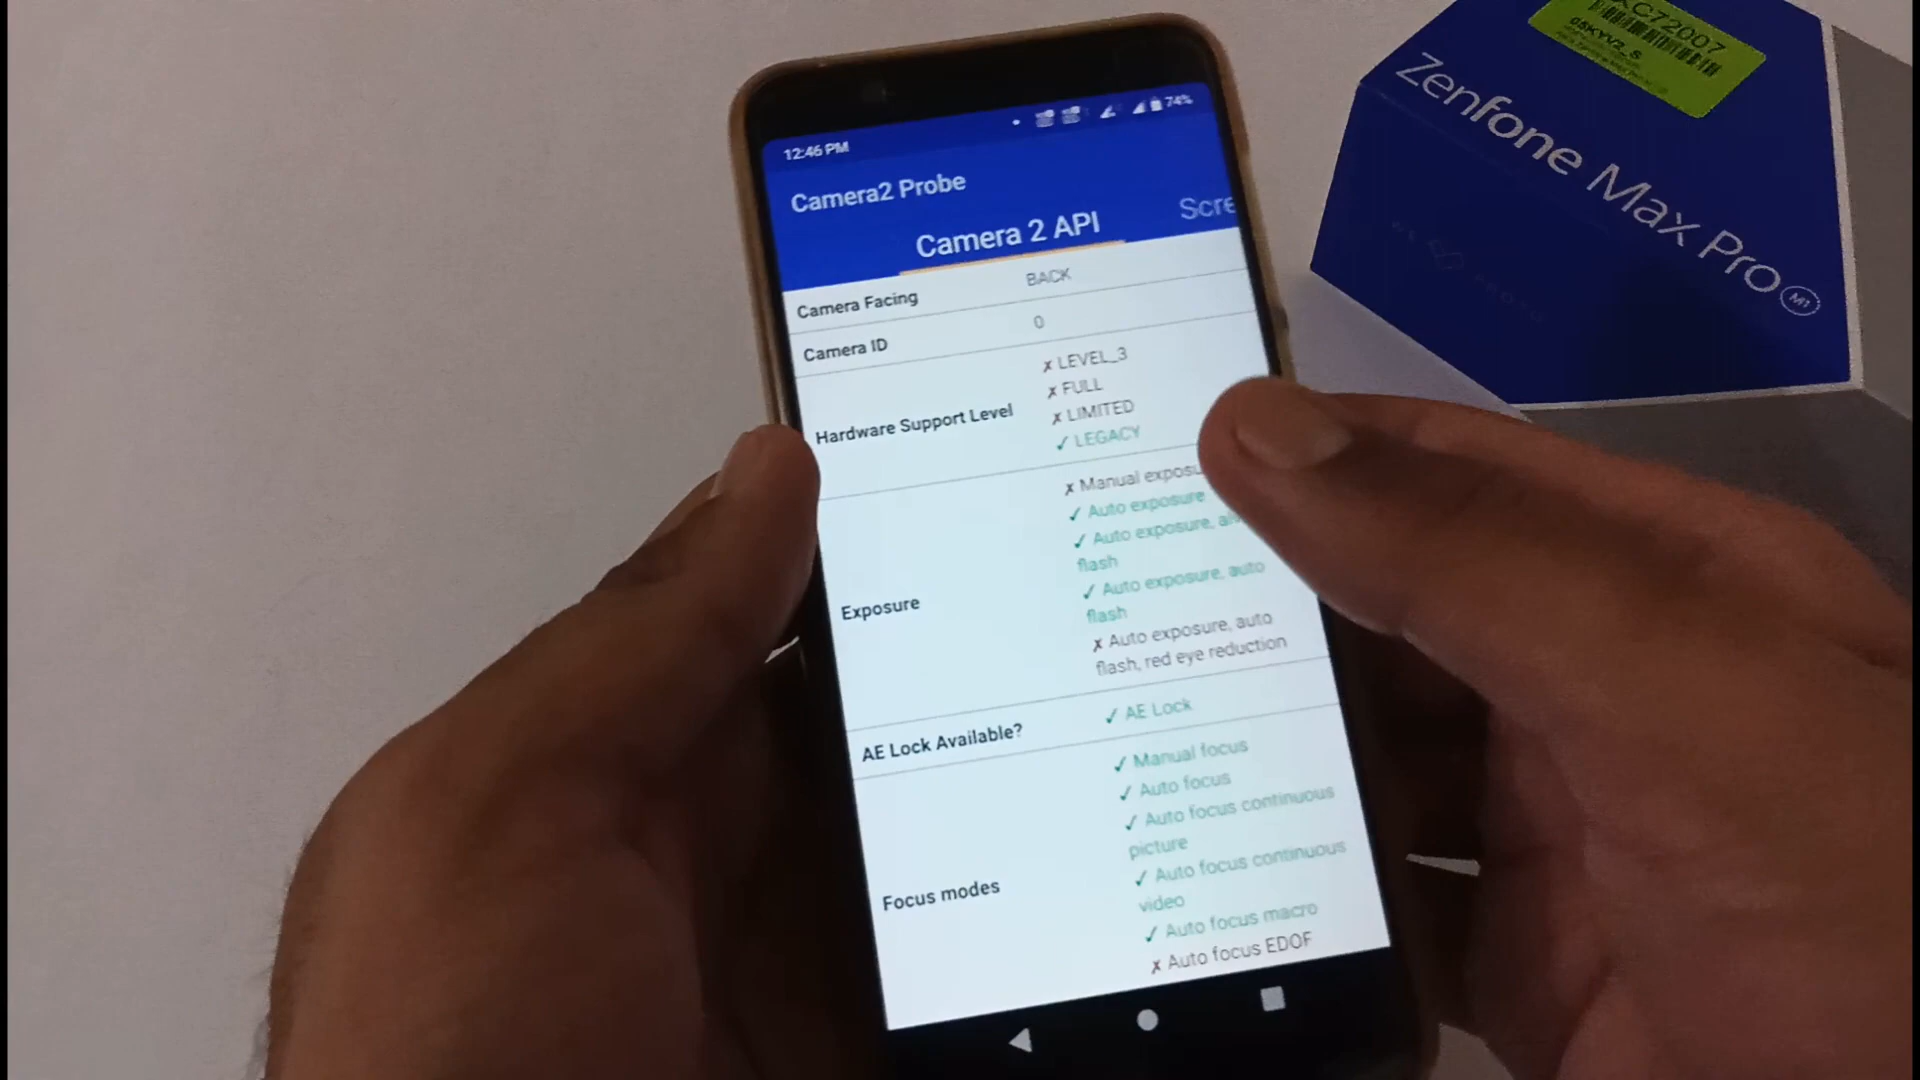 12:46 PM
74%
Camera2 Probe
Camera 2 API
Scre
Camera Facing
BACK
Camera ID
0
Hardware Support Level
✗ LEVEL_3
✗ FULL
✗ LIMITED
✓ LEGACY
Exposure
✗ Manual exposu
✓ Auto exposure
✓ Auto exposure,
flash
✓ Auto exposure, auto
flash
✗ Auto exposure, auto
flash, red eye reduction
AE Lock Available?
✓ AE Lock
Focus modes
✓ Manual focus
✓ Auto focus
✓ Auto focus continuous
picture
✓ Auto focus continuous
video
✓ Auto focus macro
✗ Auto focus EDOF
C72007
Zenfone Max Pro M1